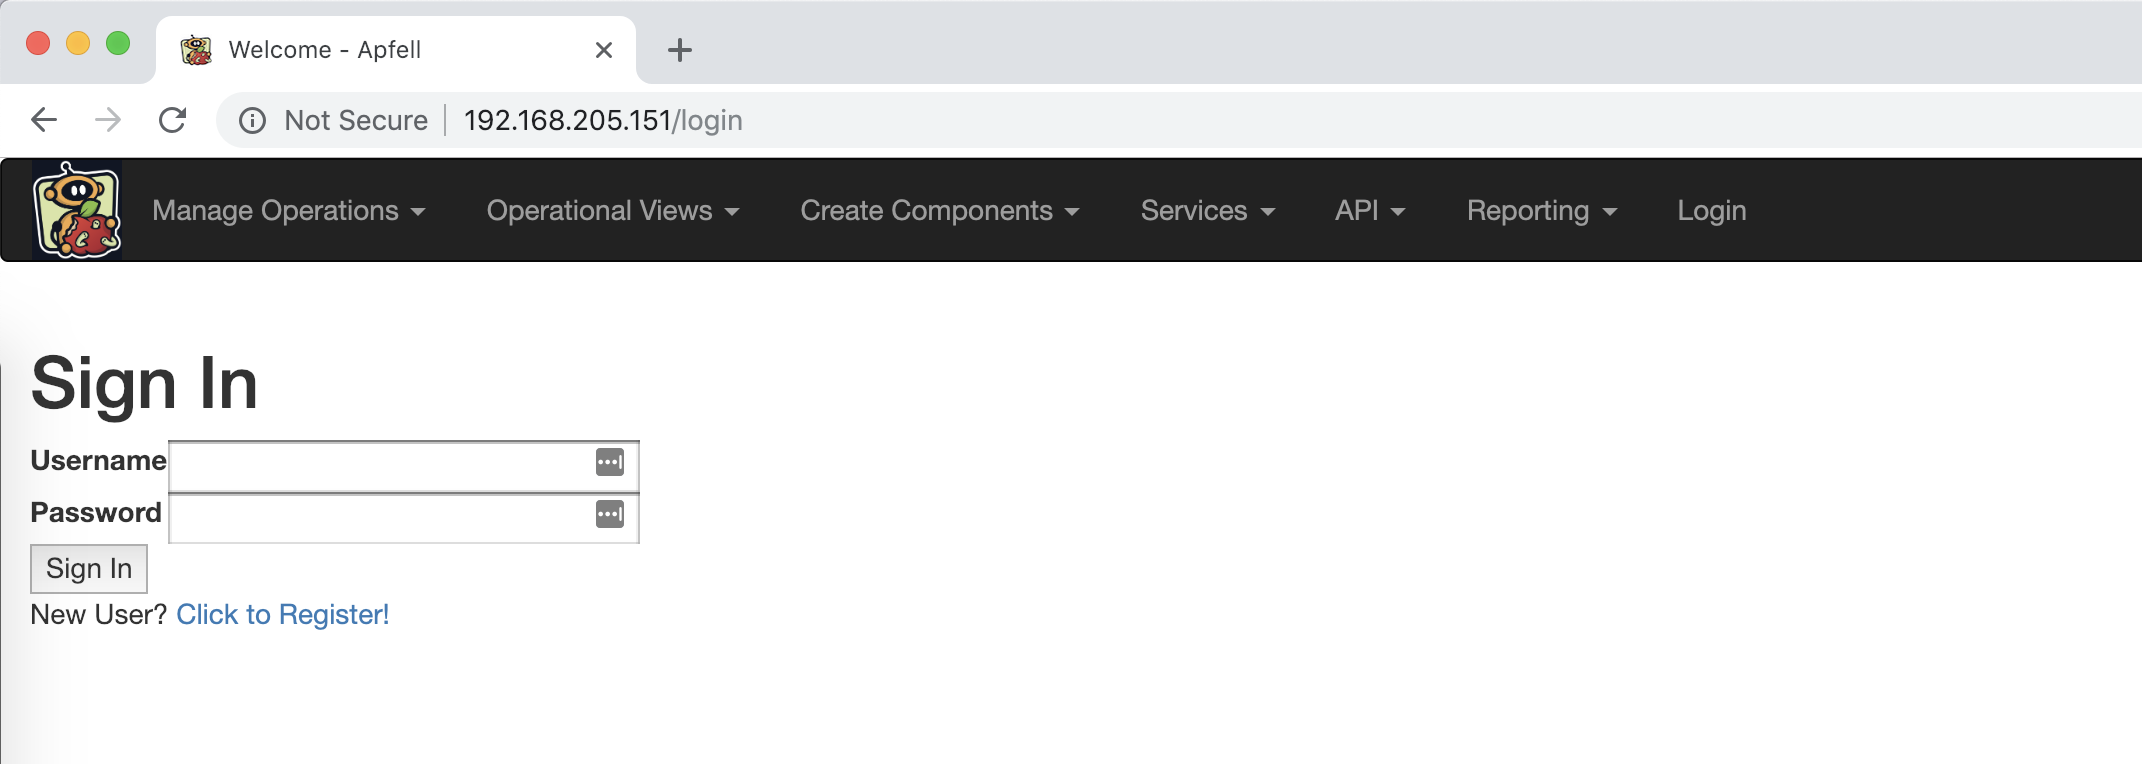 Welcome - Apfell
Not Secure 192.168.205.151/login
Manage Operations Operational Views Create Components Services API Reporting Login
Sign In
Username
Password
Sign In
New User? Click to Register!